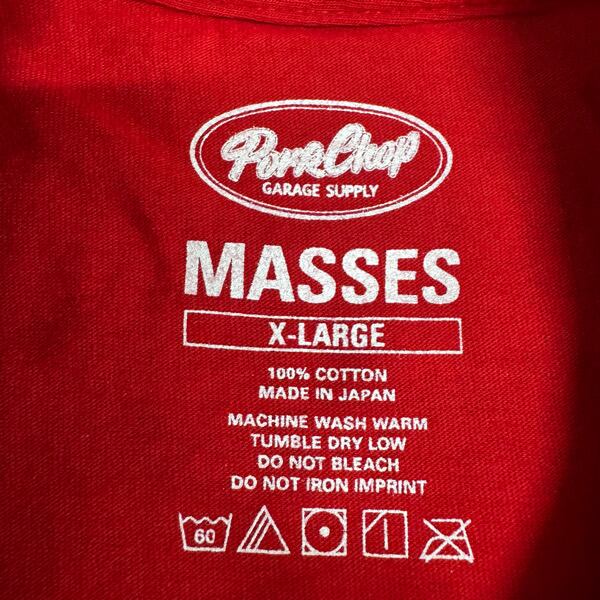 PorkChop
GARAGE SUPPLY
MASSES
X-LARGE
100% COTTON
MADE IN JAPAN
MACHINE WASH WARM
TUMBLE DRY LOW
DO NOT BLEACH
DO NOT IRON IMPRINT
60